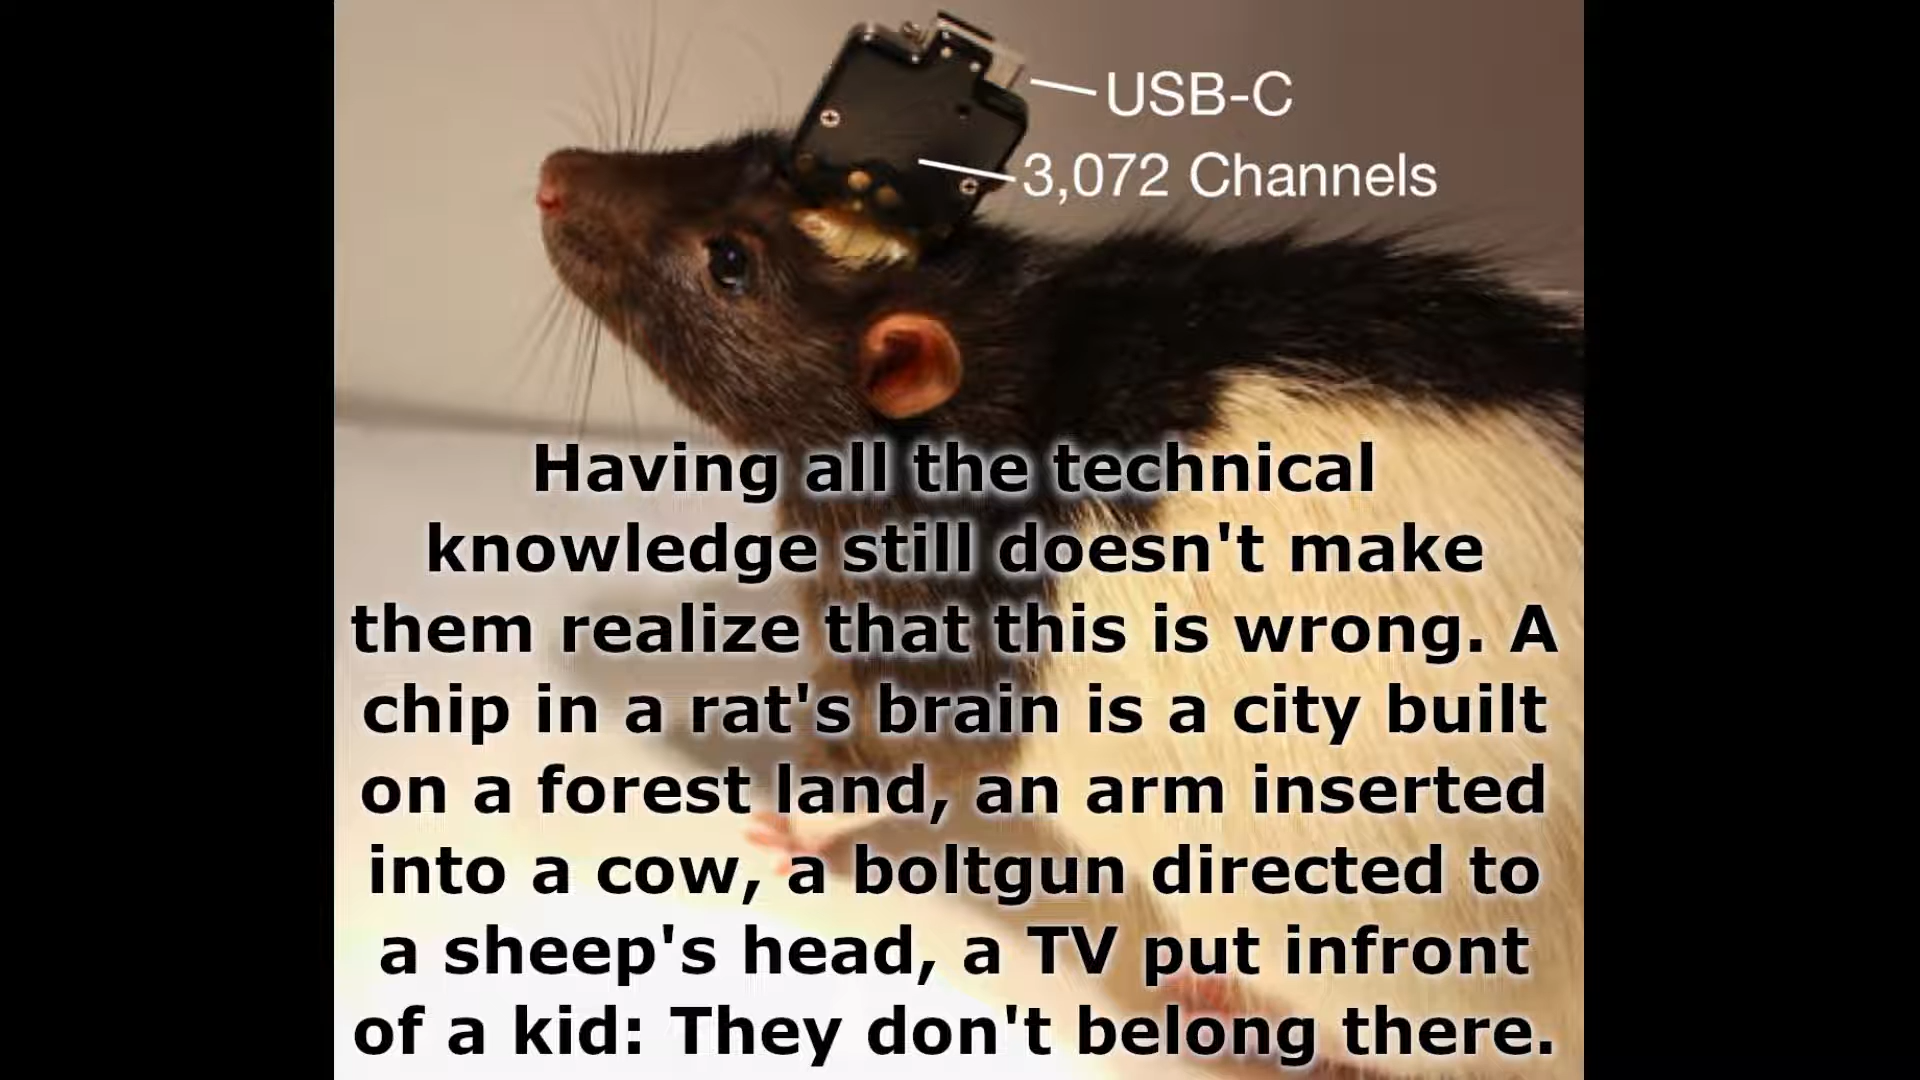 USB-C
3,072 Channels
Having all the technical
knowledge still doesn't make
them realize that this is wrong. A
chip in a rat's brain is a city built
on a forest land, an arm inserted
into a cow, a boltgun directed to
a sheep's head, a TV put infront
of a kid: They don't belong there.